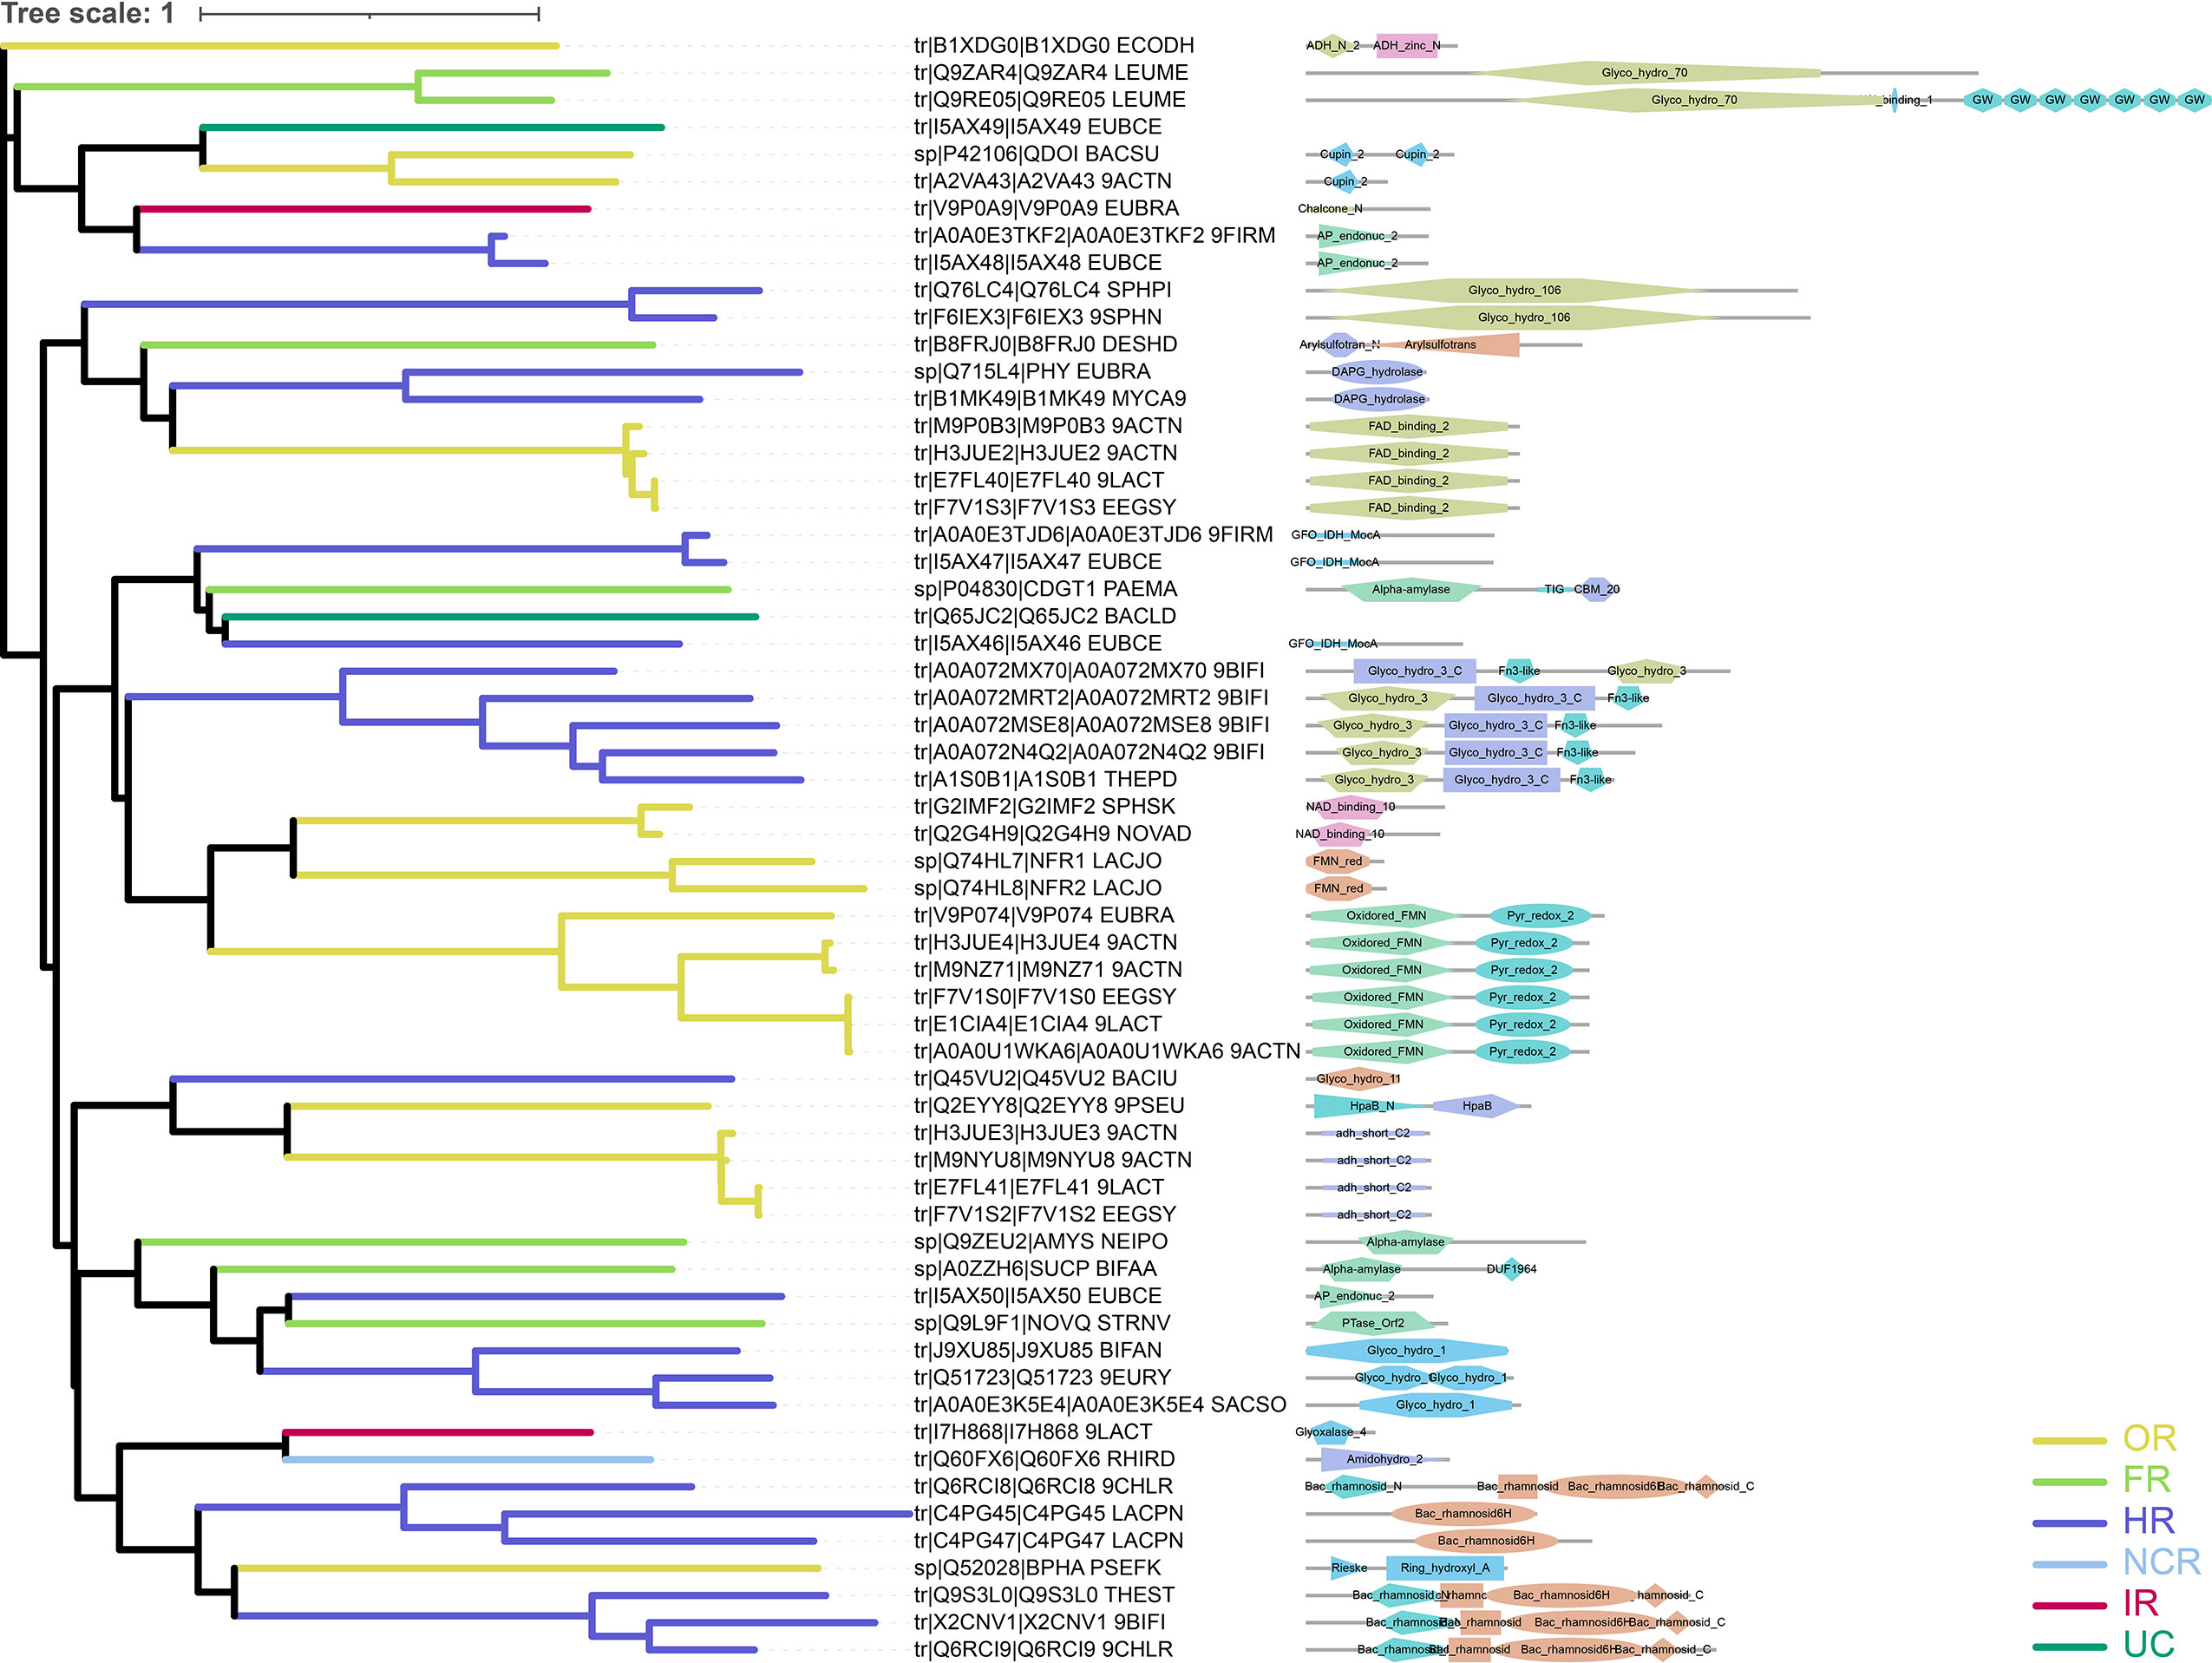 Tree scale: 1
tr|B1XDG0|B1XDG0 ECODH ADH_N_2 ADH_zinc_N
tr|Q9ZAR4|Q9ZAR4 LEUME Glyco_hydro_70
tr|Q9RE05|Q9RE05 LEUME Glyco_hydro_70 _binding_1 GW GW GW GW GW GW GW
tr|I5AX49|I5AX49 EUBCE
sp|P42106|QDOI BACSU Cupin_2 Cupin_2
tr|A2VA43|A2VA43 9ACTN Cupin_2
tr|V9P0A9|V9P0A9 EUBRA Chalcone_N
tr|A0A0E3TKF2|A0A0E3TKF2 9FIRM AP_endonuc_2
tr|I5AX48|I5AX48 EUBCE AP_endonuc_2
tr|Q76LC4|Q76LC4 SPHPI Glyco_hydro_106
tr|F6IEX3|F6IEX3 9SPHN Glyco_hydro_106
tr|B8FRJ0|B8FRJ0 DESHD Arylsulfotran_N Arylsulfotrans
sp|Q715L4|PHY EUBRA DAPG_hydrolase
tr|B1MK49|B1MK49 MYCA9 DAPG_hydrolase
tr|M9P0B3|M9P0B3 9ACTN FAD_binding_2
tr|H3JUE2|H3JUE2 9ACTN FAD_binding_2
tr|E7FL40|E7FL40 9LACT FAD_binding_2
tr|F7V1S3|F7V1S3 EEGSY FAD_binding_2
tr|A0A0E3TJD6|A0A0E3TJD6 9FIRM GFO_IDH_MocA
tr|I5AX47|I5AX47 EUBCE GFO_IDH_MocA
sp|P04830|CDGT1 PAEMA Alpha-amylase TIG CBM_20
tr|Q65JC2|Q65JC2 BACLD
tr|I5AX46|I5AX46 EUBCE GFO_IDH_MocA
tr|A0A072MX70|A0A072MX70 9BIFI Glyco_hydro_3_C Fn3-like Glyco_hydro_3
tr|A0A072MRT2|A0A072MRT2 9BIFI Glyco_hydro_3 Glyco_hydro_3_C Fn3-like
tr|A0A072MSE8|A0A072MSE8 9BIFI Glyco_hydro_3 Glyco_hydro_3_C Fn3-like
tr|A0A072N4Q2|A0A072N4Q2 9BIFI Glyco_hydro_3 Glyco_hydro_3_C Fn3-like
tr|A1S0B1|A1S0B1 THEPD Glyco_hydro_3 Glyco_hydro_3_C Fn3-like
tr|G2IMF2|G2IMF2 SPHSK NAD_binding_10
tr|Q2G4H9|Q2G4H9 NOVAD NAD_binding_10
sp|Q74HL7|NFR1 LACJO FMN_red
sp|Q74HL8|NFR2 LACJO FMN_red
tr|V9P074|V9P074 EUBRA Oxidored_FMN Pyr_redox_2
tr|H3JUE4|H3JUE4 9ACTN Oxidored_FMN Pyr_redox_2
tr|M9NZ71|M9NZ71 9ACTN Oxidored_FMN Pyr_redox_2
tr|F7V1S0|F7V1S0 EEGSY Oxidored_FMN Pyr_redox_2
tr|E1CIA4|E1CIA4 9LACT Oxidored_FMN Pyr_redox_2
tr|A0A0U1WKA6|A0A0U1WKA6 9ACTN Oxidored_FMN Pyr_redox_2
tr|Q45VU2|Q45VU2 BACIU Glyco_hydro_11
tr|Q2EYY8|Q2EYY8 9PSEU HpaB_N HpaB
tr|H3JUE3|H3JUE3 9ACTN adh_short_C2
tr|M9NYU8|M9NYU8 9ACTN adh_short_C2
tr|E7FL41|E7FL41 9LACT adh_short_C2
tr|F7V1S2|F7V1S2 EEGSY adh_short_C2
sp|Q9ZEU2|AMYS NEIPO Alpha-amylase
sp|A0ZZH6|SUCP BIFAA Alpha-amylase DUF1964
tr|I5AX50|I5AX50 EUBCE AP_endonuc_2
sp|Q9L9F1|NOVQ STRNV PTase_Orf2
tr|J9XU85|J9XU85 BIFAN Glyco_hydro_1
tr|Q51723|Q51723 9EURY Glyco_hydro_1 Glyco_hydro_1
tr|A0A0E3K5E4|A0A0E3K5E4 SACSO Glyco_hydro_1
tr|I7H868|I7H868 9LACT Glyoxalase_4
tr|Q60FX6|Q60FX6 RHIRD Amidohydro_2
tr|Q6RCI8|Q6RCI8 9CHLR Bac_rhamnosid_N Bac_rhamnosid Bac_rhamnosid6H Bac_rhamnosid_C
tr|C4PG45|C4PG45 LACPN Bac_rhamnosid6H
tr|C4PG47|C4PG47 LACPN Bac_rhamnosid6H
sp|Q52028|BPHA PSEFK Rieske Ring_hydroxyl_A
tr|Q9S3L0|Q9S3L0 THEST Bac_rhamnosid_N rhamno Bac_rhamnosid6H hamnosid_C
tr|X2CNV1|X2CNV1 9BIFI Bac_rhamnosid_N Bac_rhamnosid Bac_rhamnosid6H Bac_rhamnosid_C
tr|Q6RCI9|Q6RCI9 9CHLR Bac_rhamnosid Bac_rhamnosid Bac_rhamnosid6H Bac_rhamnosid_C
OR
FR
HR
NCR
IR
UC